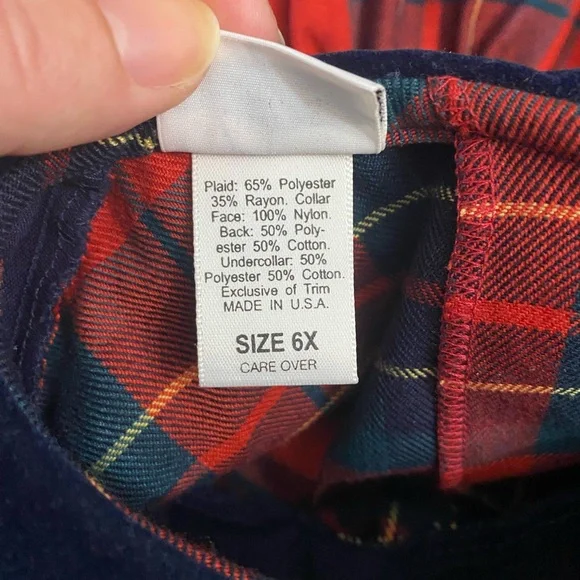 Plaid: 65% Polyester
35% Rayon. Collar
Face: 100% Nylon.
Back: 50% Poly-
ester 50% Cotton.
Undercollar: 50%
Polyester 50% Cotton.
Exclusive of Trim
MADE IN U.S.A.
SIZE 6X
CARE OVER